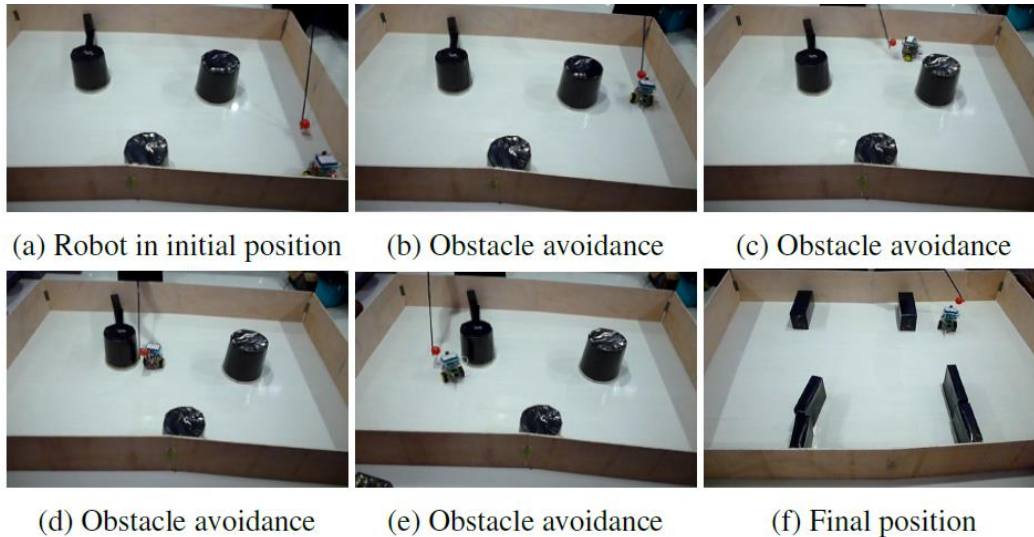 (a) Robot in initial position
(b) Obstacle avoidance
(c) Obstacle avoidance
(d) Obstacle avoidance
(e) Obstacle avoidance
(f) Final position